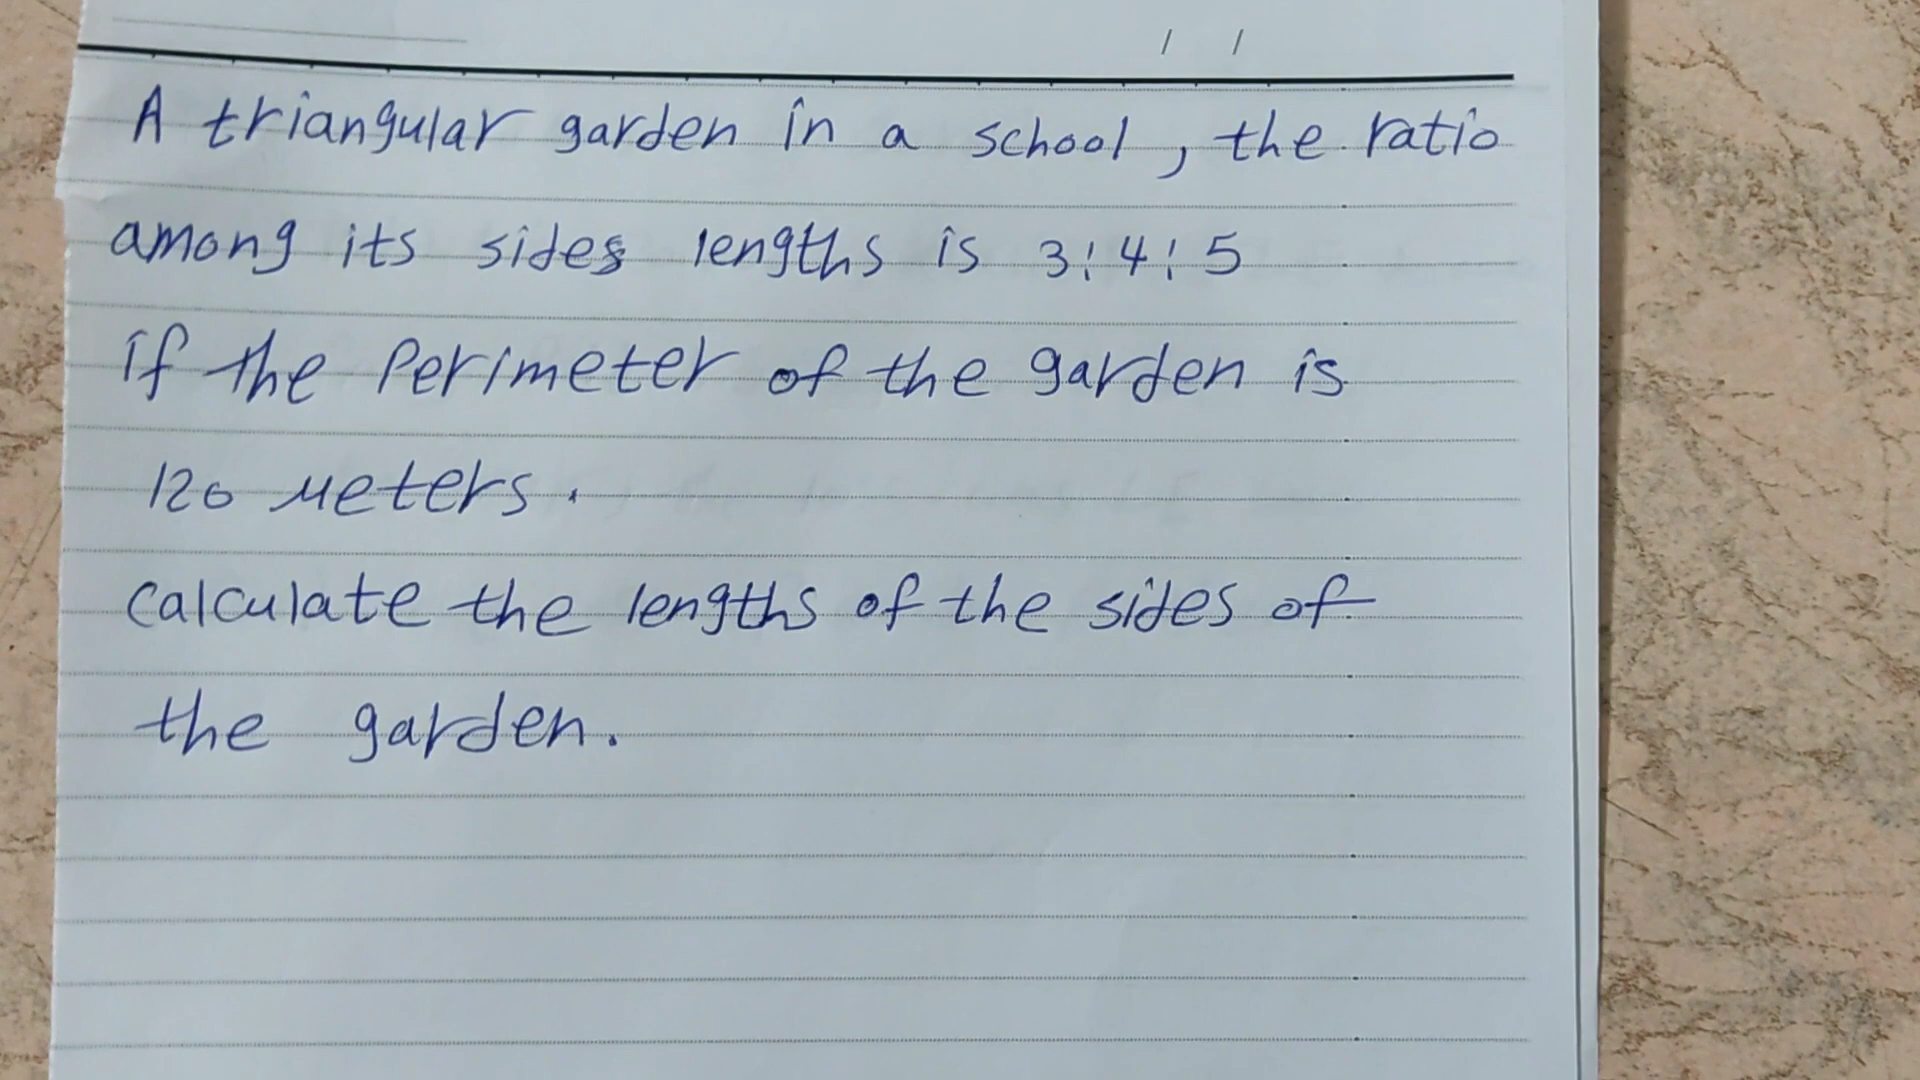 / /
A triangular garden in a school, the ratio
among its sides lengths is 3:4:5
if the Perimeter of the garden is
120 Meters.
Calculate the lengths of the sides of
the garden.